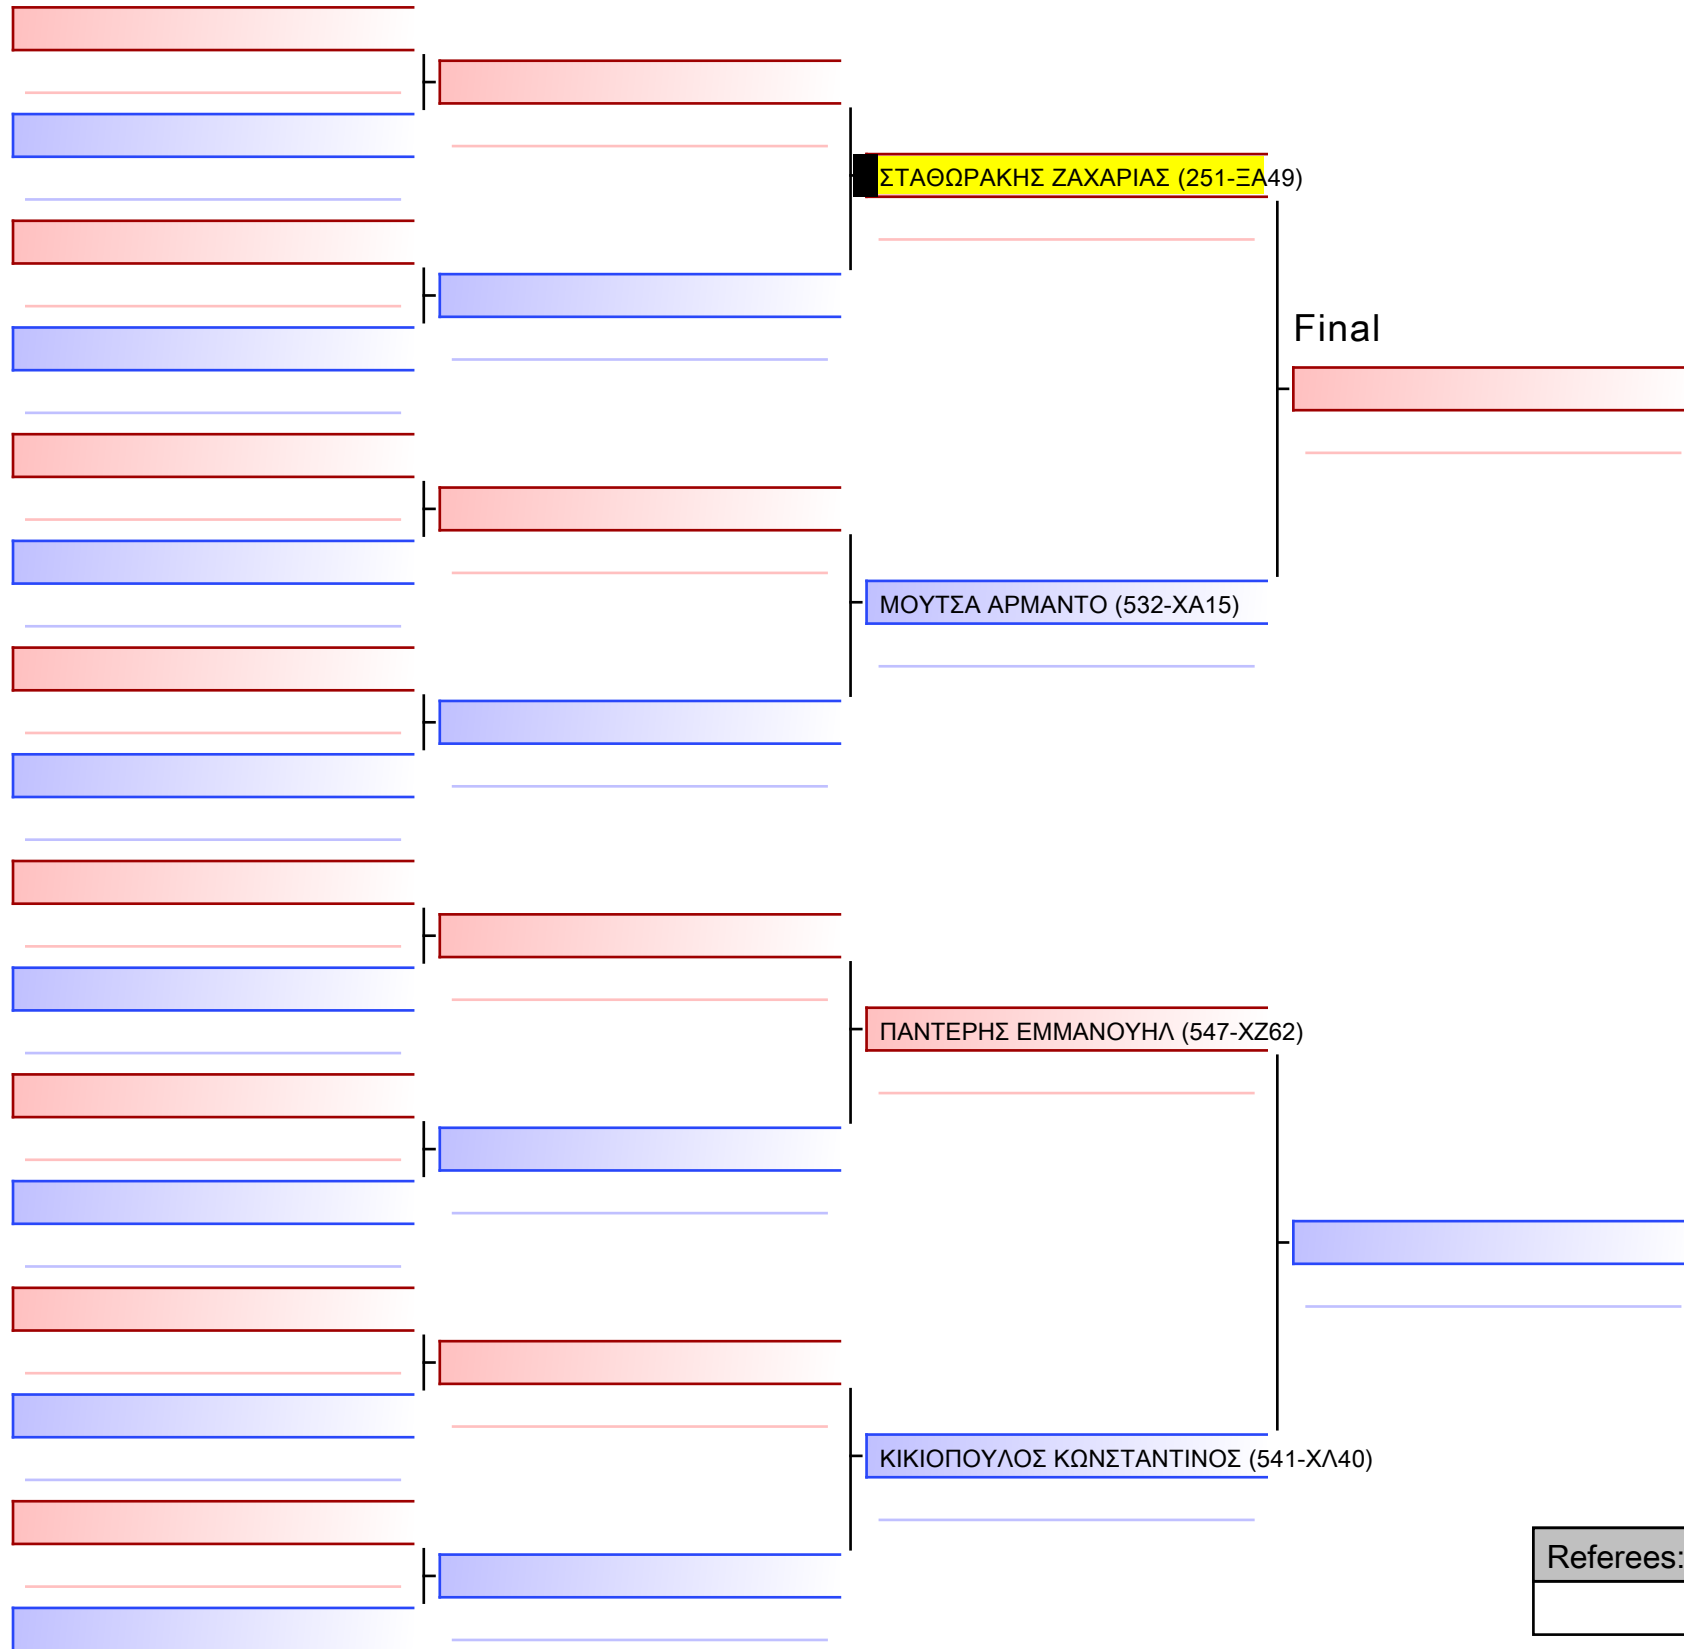 ΣΤΑΘΩΡΑΚΗΣ ΖΑΧΑΡΙΑΣ (251-ΞΑ49)
Final
ΜΟΥΤΣΑ ΑΡΜΑΝΤΟ (532-ΧΑ15)
ΠΑΝΤΕΡΗΣ ΕΜΜΑΝΟΥΗΛ (547-ΧΖ62)
ΚΙΚΙΟΠΟΥΛΟΣ ΚΩΝΣΤΑΝΤΙΝΟΣ (541-ΧΛ40)
Referees: